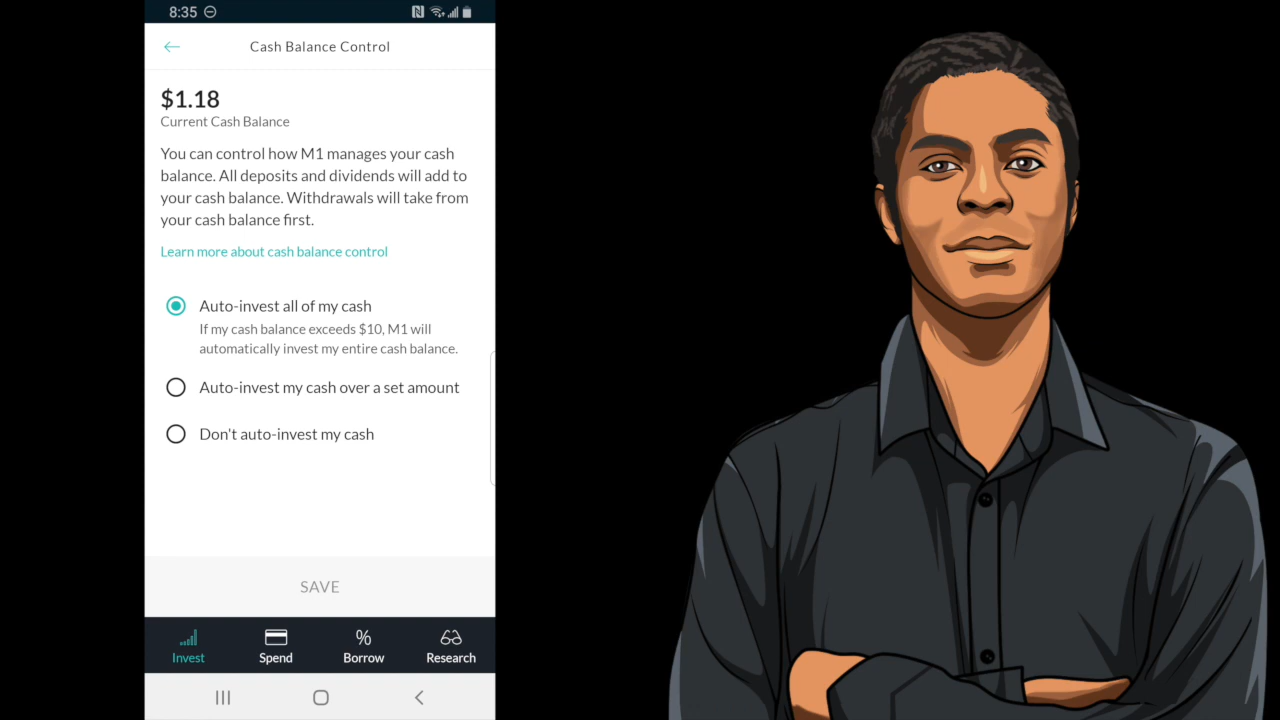 8:35
Cash Balance Control
$1.18
Current Cash Balance
You can control how M1 manages your cash
balance. All deposits and dividends will add to
your cash balance. Withdrawals will take from
your cash balance first.
Learn more about cash balance control
Auto-invest all of my cash
If my cash balance exceeds $10, M1 will
automatically invest my entire cash balance.
Auto-invest my cash over a set amount
Don't auto-invest my cash
SAVE
Invest Spend Borrow Research